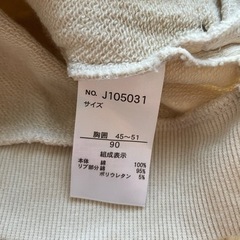 NO. J105031
サイズ
胸囲 45～51
90
組成表示
本体 綿 100%
リブ部分 綿 95%
ポリウレタン 5%